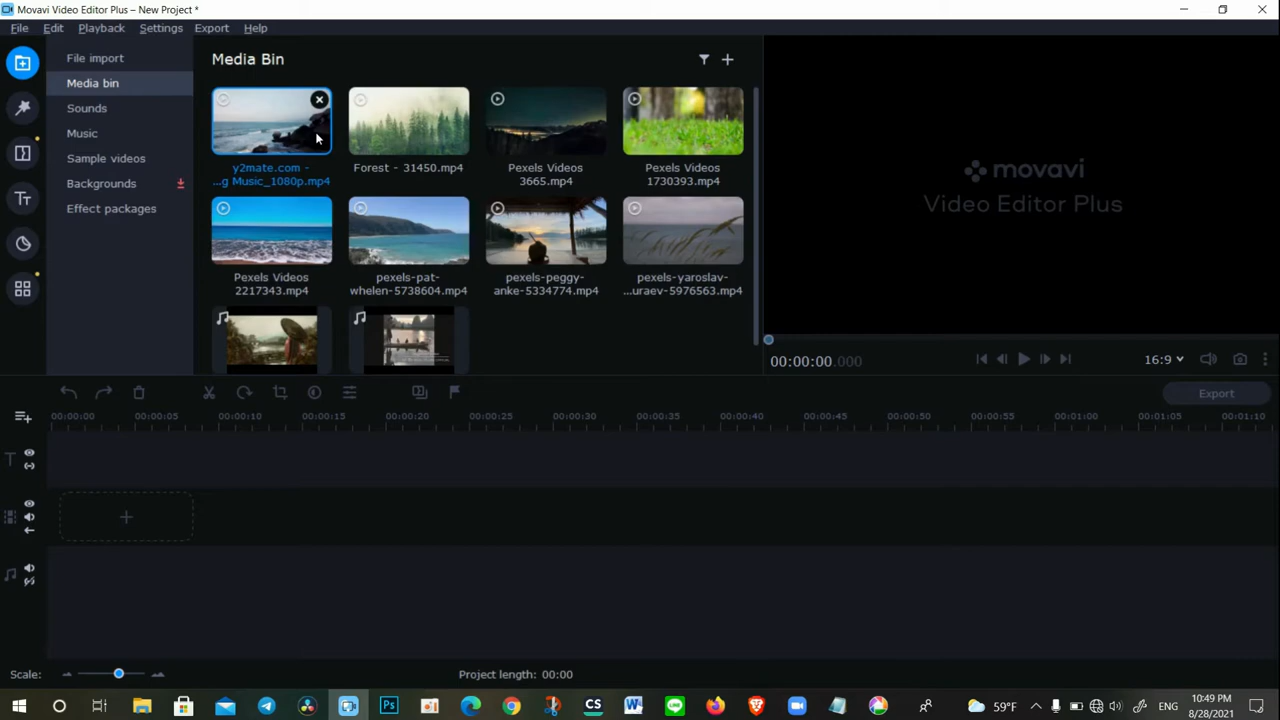 Movavi Video Editor Plus – New Project *
File Edit Playback Settings Export Help
File import
Media bin
Sounds
Music
Sample videos
Backgrounds
Effect packages
Media Bin
y2mate.com -
...g Music_1080p.mp4
Forest - 31450.mp4
Pexels Videos
3665.mp4
Pexels Videos
1730393.mp4
Pexels Videos
2217343.mp4
pexels-pat-
whelen-5738604.mp4
pexels-peggy-
anke-5334774.mp4
pexels-yaroslav-
...uraev-5976563.mp4
movavi
Video Editor Plus
00:00:00.000
16:9
Export
00:00:00 00:00:05 00:00:10 00:00:15 00:00:20 00:00:25 00:00:30 00:00:35 00:00:40 00:00:45 00:00:50 00:00:55 00:01:00 00:01:05 00:01:10
Scale:
Project length: 00:00
Ps
CS
59°F
ENG
10:49 PM
8/28/2021